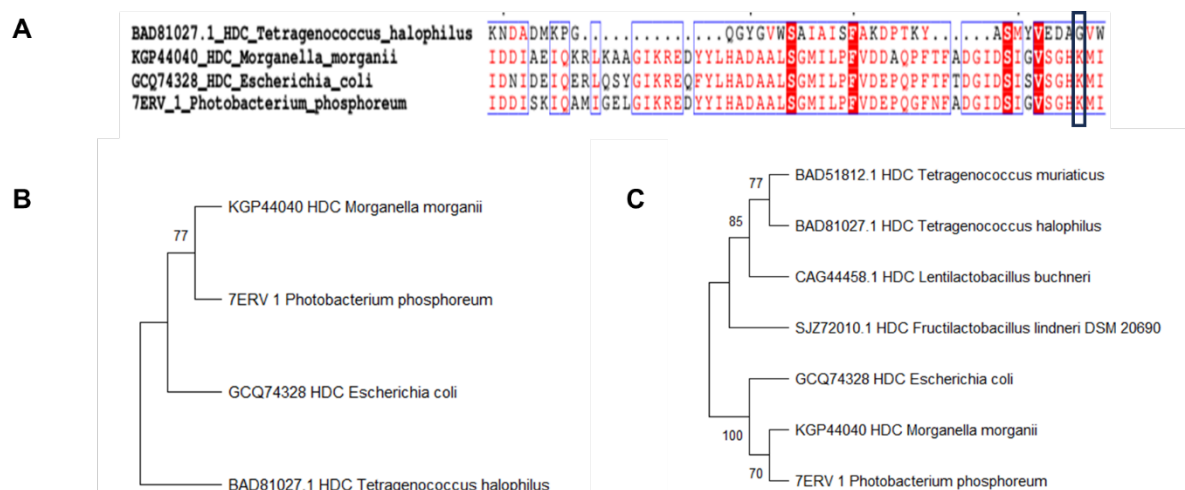 A
BAD81027.1_HDC_Tetragenococcus_halophilus KNDADMKPG..............QGYGVWSAIAISFAKDPTKY......ASMYVEDAGVW
KGP44040_HDC_Morganella_morganii IDDIAEIQKRLKAAGIKREDYYLHADAALSGMILPFVDDAQPFTFADGIDSIGVSGHKMI
GCQ74328_HDC_Escherichia_coli IDNIDEIQERLQSYGIKREQFYLHADAALSGMILPFVDEPQPFTFTDGIDSIGVSGHKMI
7ERV_1_Photobacterium_phosphoreum IDDISKIQAMIGELGIKREDYYIHADAALSGMILPFVDEPQGFNFADGIDSIGVSGHKMI
B
KGP44040 HDC Morganella morganii
77
7ERV 1 Photobacterium phosphoreum
GCQ74328 HDC Escherichia coli
BAD81027.1 HDC Tetragenococcus halophilus
C
BAD51812.1 HDC Tetragenococcus muriaticus
77
BAD81027.1 HDC Tetragenococcus halophilus
85
CAG44458.1 HDC Lentilactobacillus buchneri
SJZ72010.1 HDC Fructilactobacillus lindneri DSM 20690
GCQ74328 HDC Escherichia coli
100
KGP44040 HDC Morganella morganii
70
7ERV 1 Photobacterium phosphoreum